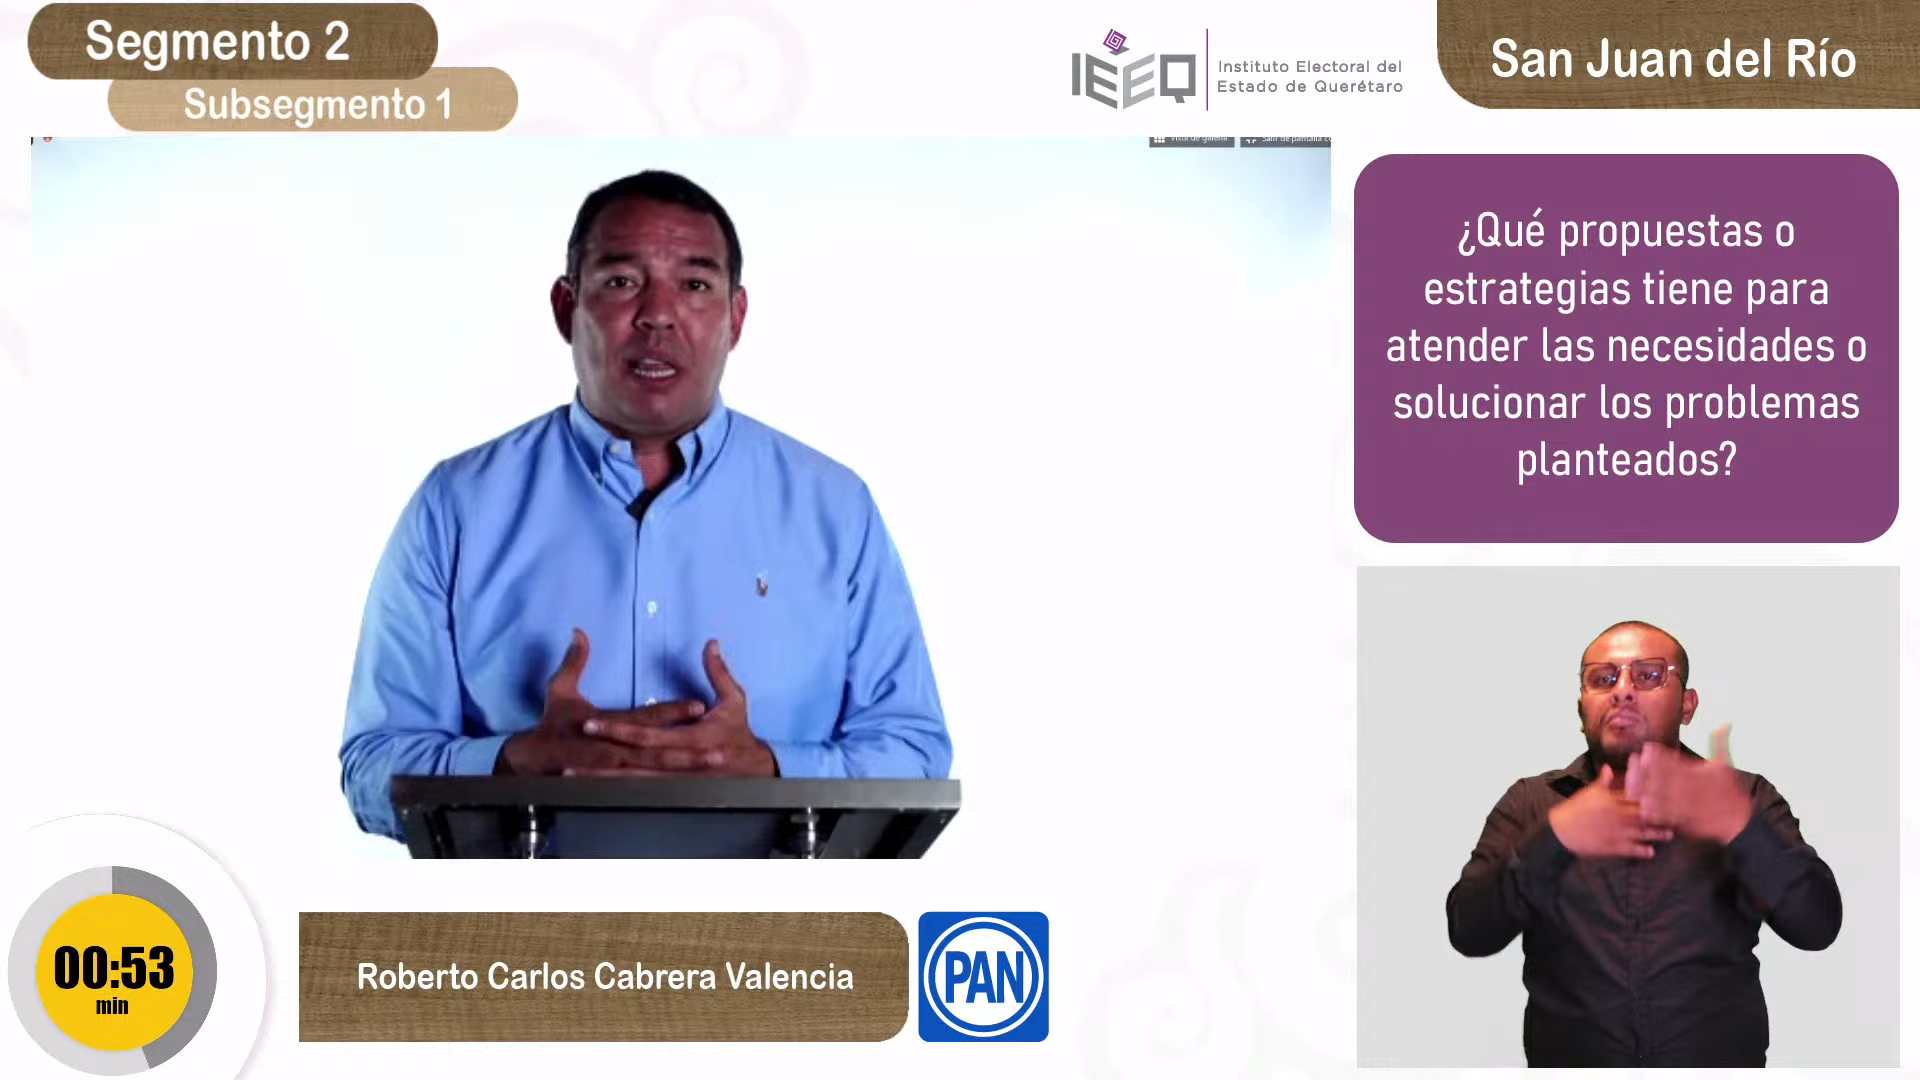 Segmento 2
Subsegmento 1
IEEQ
Instituto Electoral del
Estado de Querétaro
San Juan del Río
¿Qué propuestas o
estrategias tiene para
atender las necesidades o
solucionar los problemas
planteados?
00:53
min
Roberto Carlos Cabrera Valencia
PAN